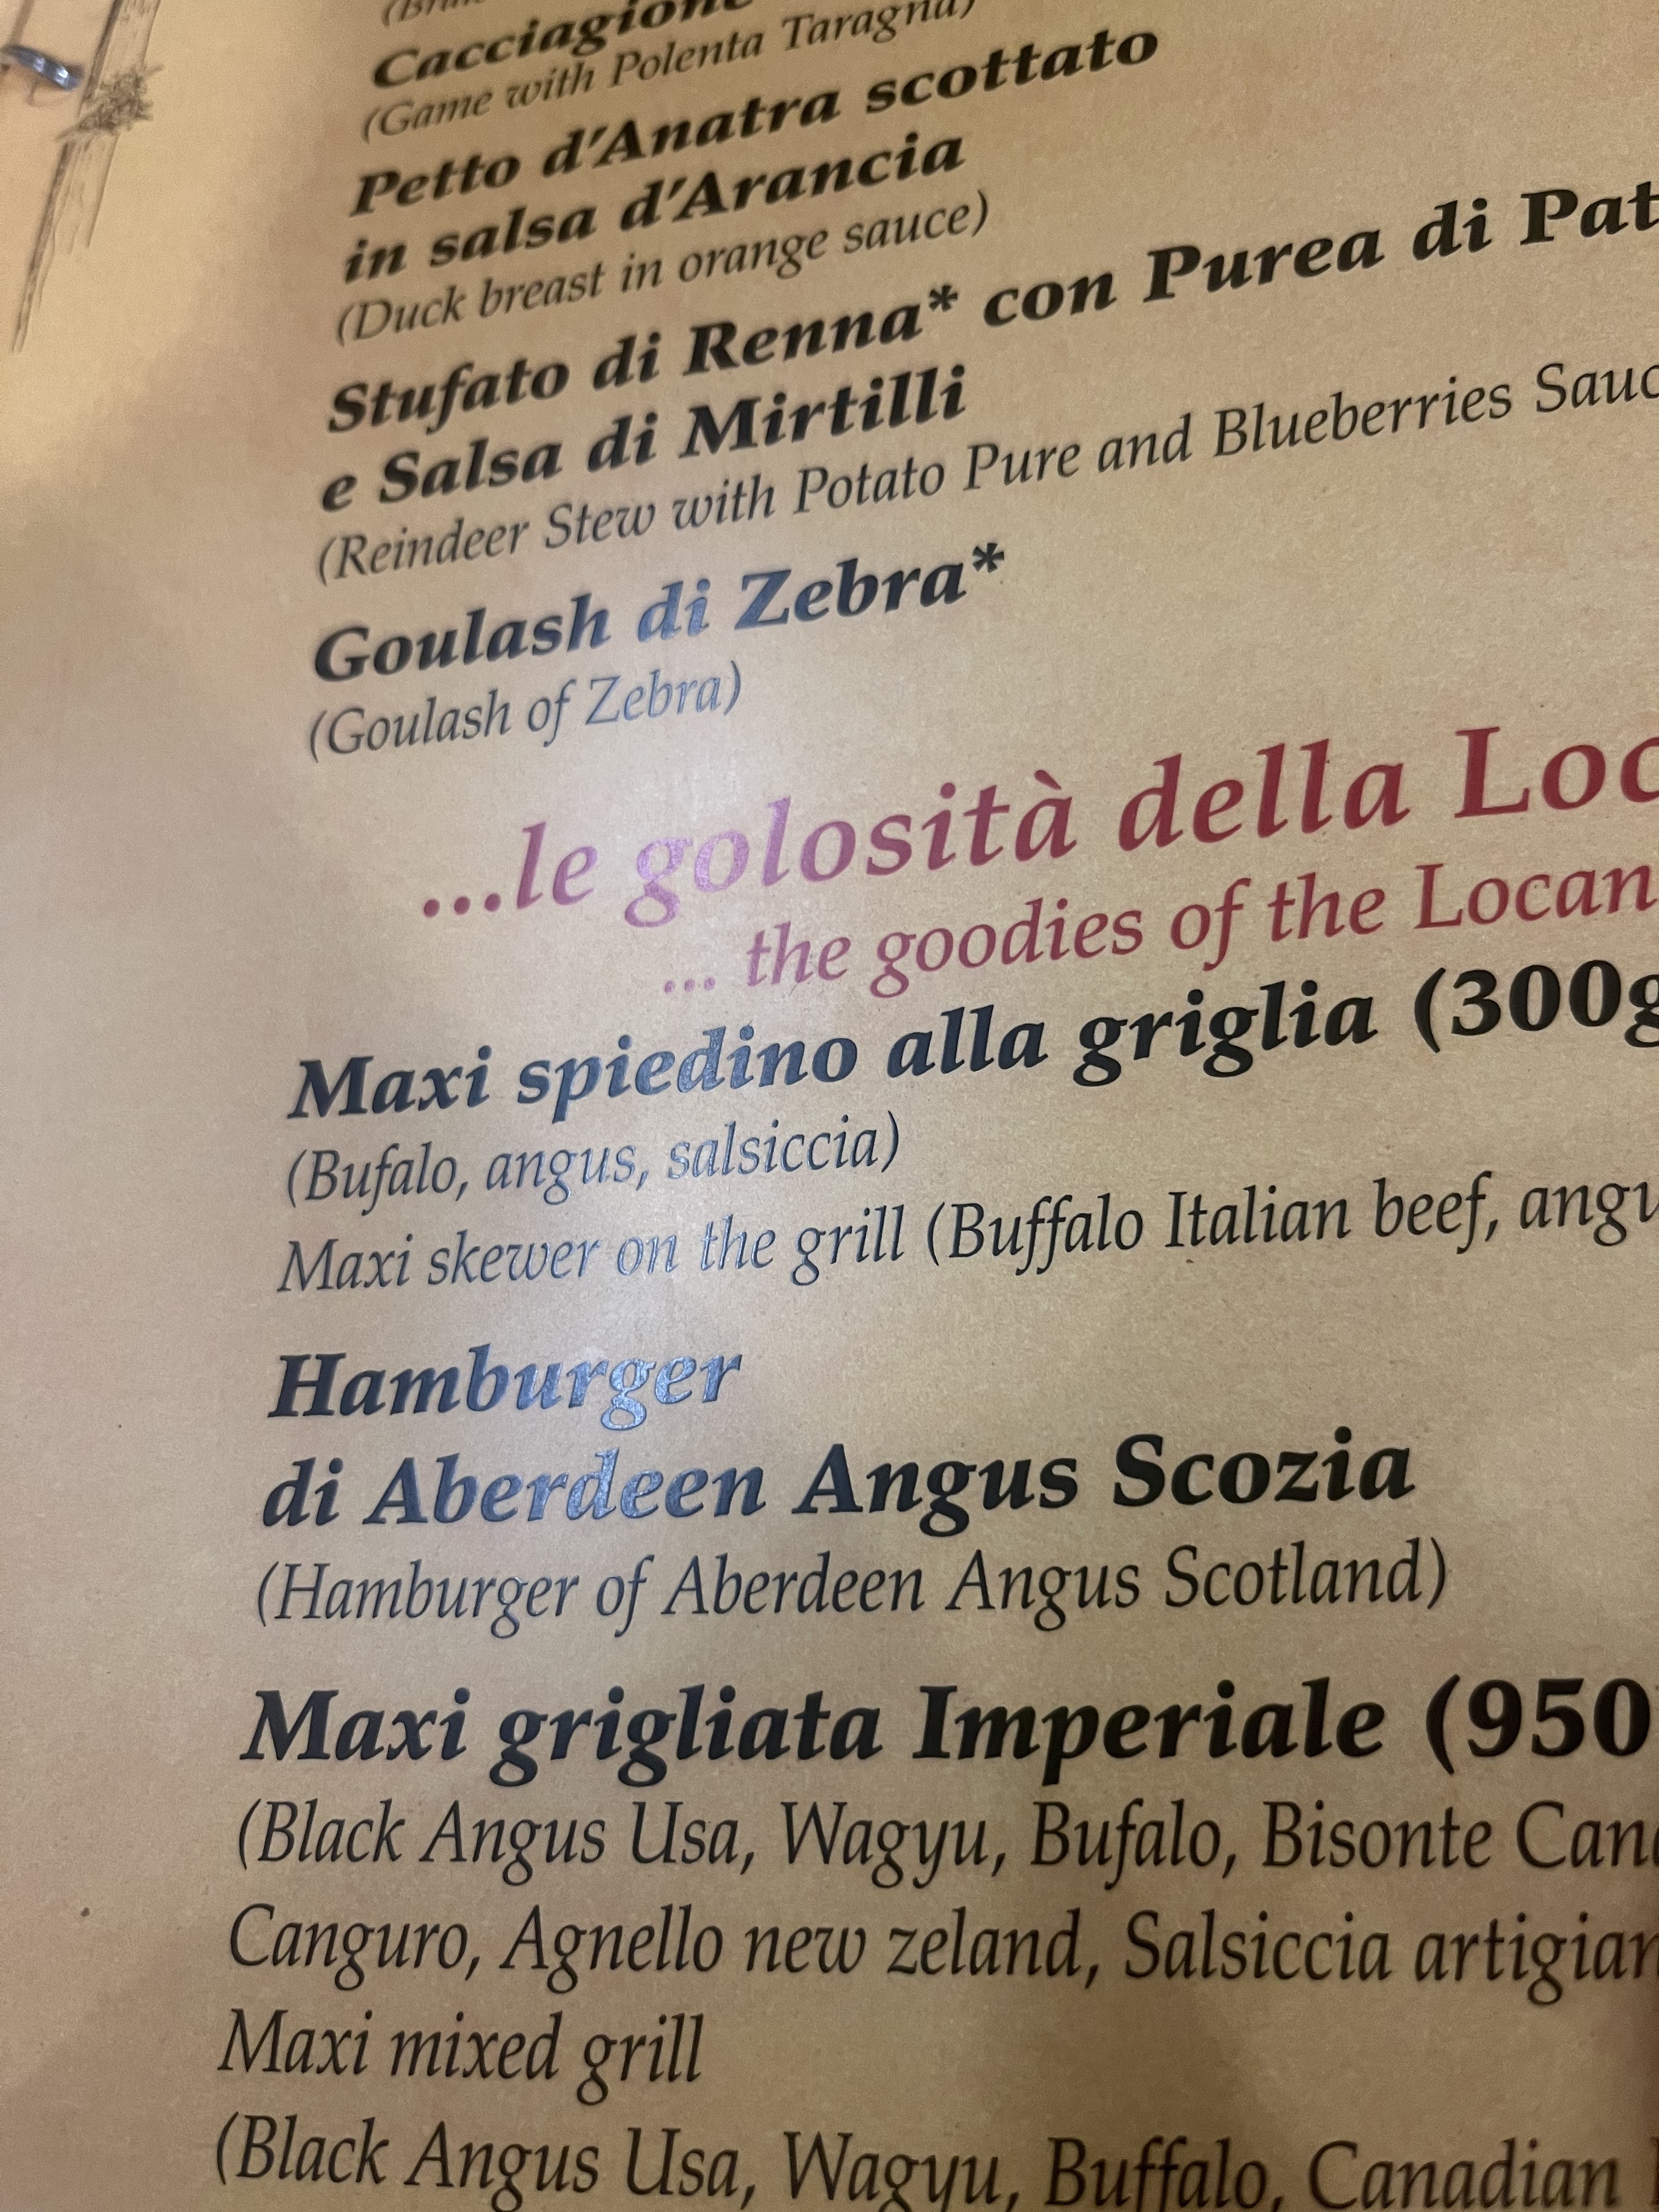 Cacciagione
(Game with Polenta Taragna)
Petto d'Anatra scottato
in salsa d'Arancia
(Duck breast in orange sauce)
Stufato di Renna* con Purea di Pat
e Salsa di Mirtilli
(Reindeer Stew with Potato Pure and Blueberries Sauc
Goulash di Zebra*
(Goulash of Zebra)
...le golosità della Loc
... the goodies of the Locan
Maxi spiedino alla griglia (300g
(Bufalo, angus, salsiccia)
Maxi skewer on the grill (Buffalo Italian beef, angu
Hamburger
di Aberdeen Angus Scozia
(Hamburger of Aberdeen Angus Scotland)
Maxi grigliata Imperiale (950
(Black Angus Usa, Wagyu, Bufalo, Bisonte Can
Canguro, Agnello new zeland, Salsiccia artigian
Maxi mixed grill
(Black Angus Usa, Wagyu, Buffalo, Canadian